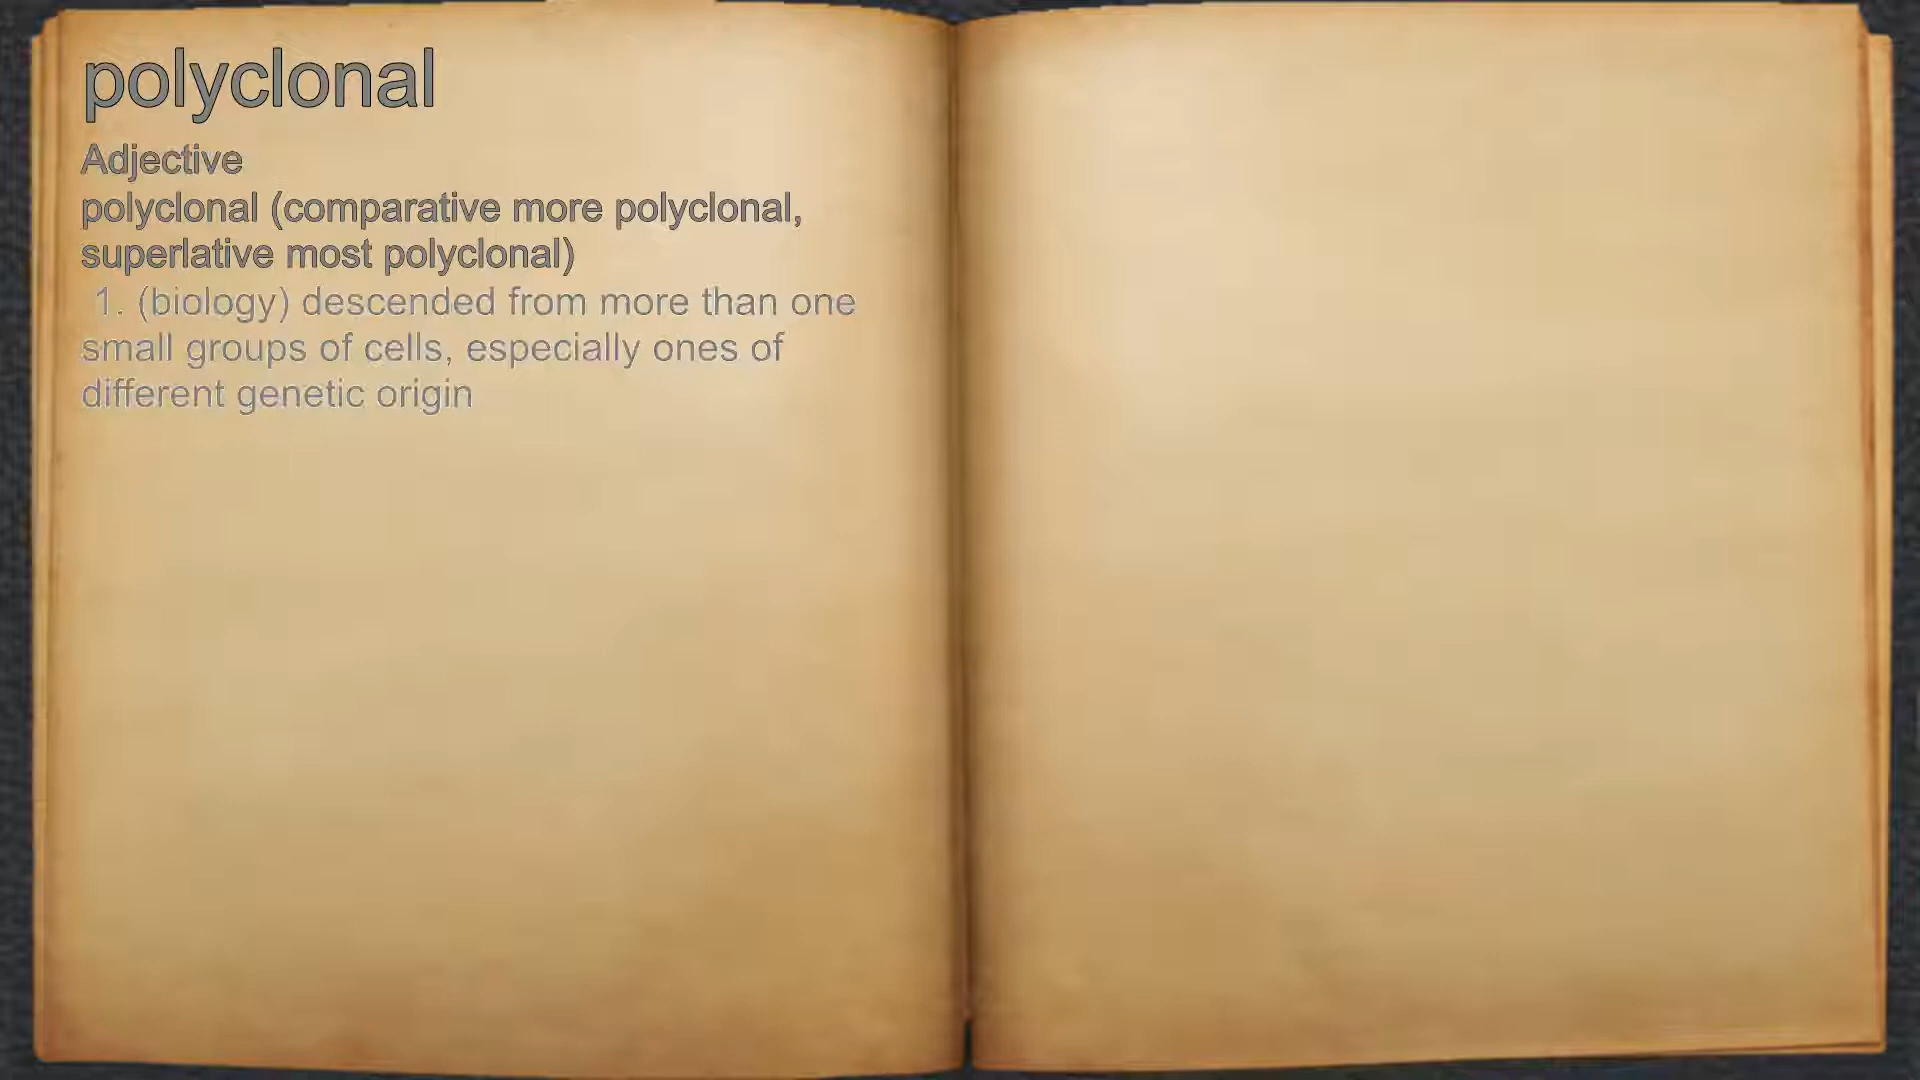 polyclonal
Adjective
polyclonal (comparative more polyclonal,
superlative most polyclonal)
1. (biology) descended from more than one
small groups of cells, especially ones of
different genetic origin